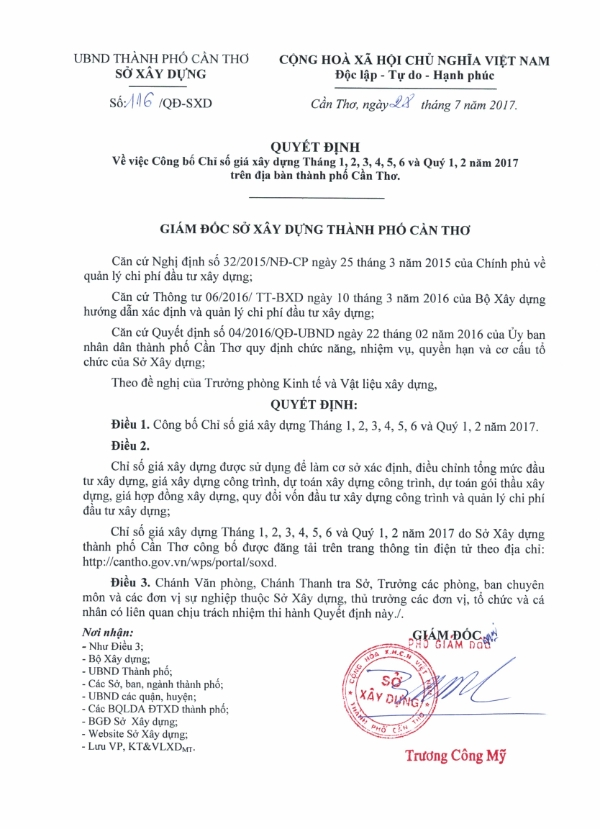 UBND THÀNH PHỐ CẦN THƠ
SỞ XÂY DỰNG
Số: 116 /QĐ-SXD
CỘNG HOÀ XÃ HỘI CHỦ NGHĨA VIỆT NAM
Độc lập - Tự do - Hạnh phúc
Cần Thơ, ngày 28 tháng 7 năm 2017.
QUYẾT ĐỊNH
Về việc Công bố Chỉ số giá xây dựng Tháng 1, 2, 3, 4, 5, 6 và Quý 1, 2 năm 2017
trên địa bàn thành phố Cần Thơ.
GIÁM ĐỐC SỞ XÂY DỰNG THÀNH PHỐ CẦN THƠ
Căn cứ Nghị định số 32/2015/NĐ-CP ngày 25 tháng 3 năm 2015 của Chính phủ về
quản lý chi phí đầu tư xây dựng;
Căn cứ Thông tư 06/2016/ TT-BXD ngày 10 tháng 3 năm 2016 của Bộ Xây dựng
hướng dẫn xác định và quản lý chi phí đầu tư xây dựng;
Căn cứ Quyết định số 04/2016/QĐ-UBND ngày 22 tháng 02 năm 2016 của Ủy ban
nhân dân thành phố Cần Thơ quy định chức năng, nhiệm vụ, quyền hạn và cơ cấu tổ
chức của Sở Xây dựng;
Theo đề nghị của Trưởng phòng Kinh tế và Vật liệu xây dựng,
QUYẾT ĐỊNH:
Điều 1. Công bố Chỉ số giá xây dựng Tháng 1, 2, 3, 4, 5, 6 và Quý 1, 2 năm 2017.
Điều 2.
Chỉ số giá xây dựng được sử dụng để làm cơ sở xác định, điều chỉnh tổng mức đầu
tư xây dựng, giá xây dựng công trình, dự toán xây dựng công trình, dự toán gói thầu xây
dựng, giá hợp đồng xây dựng, quy đổi vốn đầu tư xây dựng công trình và quản lý chi phí
đầu tư xây dựng;
Chỉ số giá xây dựng Tháng 1, 2, 3, 4, 5, 6 và Quý 1, 2 năm 2017 do Sở Xây dựng
thành phố Cần Thơ công bố được đăng tải trên trang thông tin điện tử theo địa chỉ:
http://cantho.gov.vn/wps/portal/soxd.
Điều 3. Chánh Văn phòng, Chánh Thanh tra Sở, Trưởng các phòng, ban chuyên
môn và các đơn vị sự nghiệp thuộc Sở Xây dựng, thủ trưởng các đơn vị, tổ chức và cá
nhân có liên quan chịu trách nhiệm thi hành Quyết định này./.
Nơi nhận:
- Như Điều 3;
- Bộ Xây dựng;
- UBND Thành phố;
- Các Sở, ban, ngành thành phố;
- UBND các quận, huyện;
- Các BQLDA ĐTXD thành phố;
- BGĐ Sở Xây dựng;
- Website Sở Xây dựng;
- Lưu VP, KT&VLXDMT.
GIÁM ĐỐC
PHÓ GIÁM ĐỐC
CỘNG HÒA X.H.C.N VIỆT NAM
SỞ
XÂY DỰNG
THÀNH PHỐ CẦN THƠ
Trương Công Mỹ